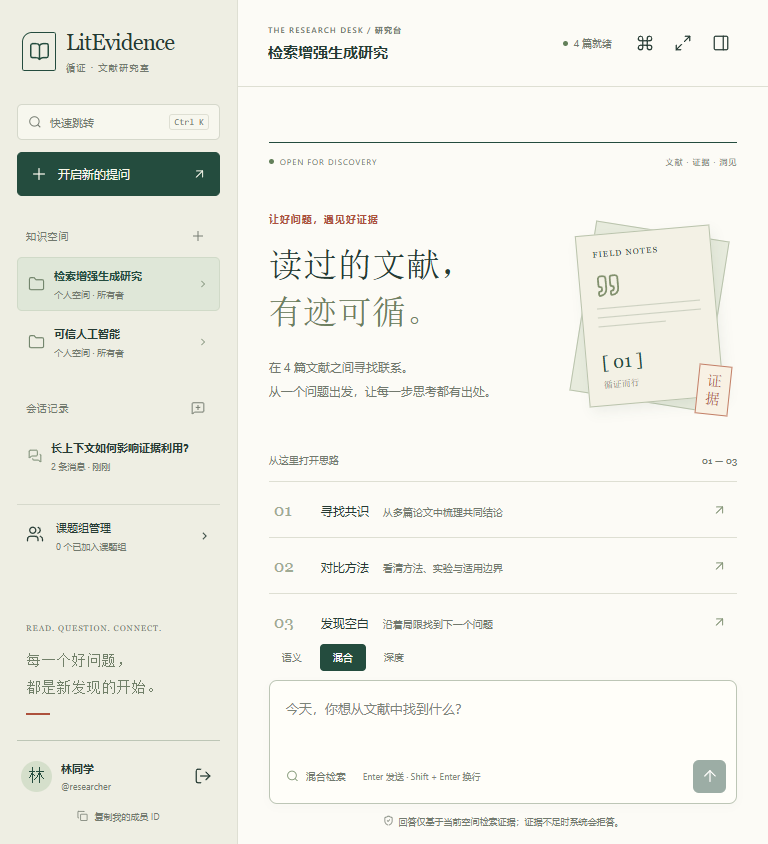 LitEvidence
循证 · 文献研究室
快速跳转
Ctrl K
开启新的提问
知识空间
检索增强生成研究
个人空间 · 所有者
可信人工智能
个人空间 · 所有者
会话记录
长上下文如何影响证据利用?
2 条消息 · 刚刚
课题组管理
0 个已加入课题组
READ. QUESTION. CONNECT.
每一个好问题，
都是新发现的开始。
林
林同学
@researcher
复制我的成员 ID
THE RESEARCH DESK / 研究台
检索增强生成研究
4 篇就绪
OPEN FOR DISCOVERY
文献 · 证据 · 洞见
让好问题，遇见好证据
读过的文献，
有迹可循。
在 4 篇文献之间寻找联系。
从一个问题出发，让每一步思考都有出处。
FIELD NOTES
[ 01 ]
循证而行
证
据
从这里打开思路
01 — 03
01 寻找共识 从多篇论文中梳理共同结论
02 对比方法 看清方法、实验与适用边界
03 发现空白 沿着局限找到下一个问题
语义 混合 深度
今天，你想从文献中找到什么?
混合检索 Enter 发送 · Shift + Enter 换行
回答仅基于当前空间检索证据；证据不足时系统会拒答。